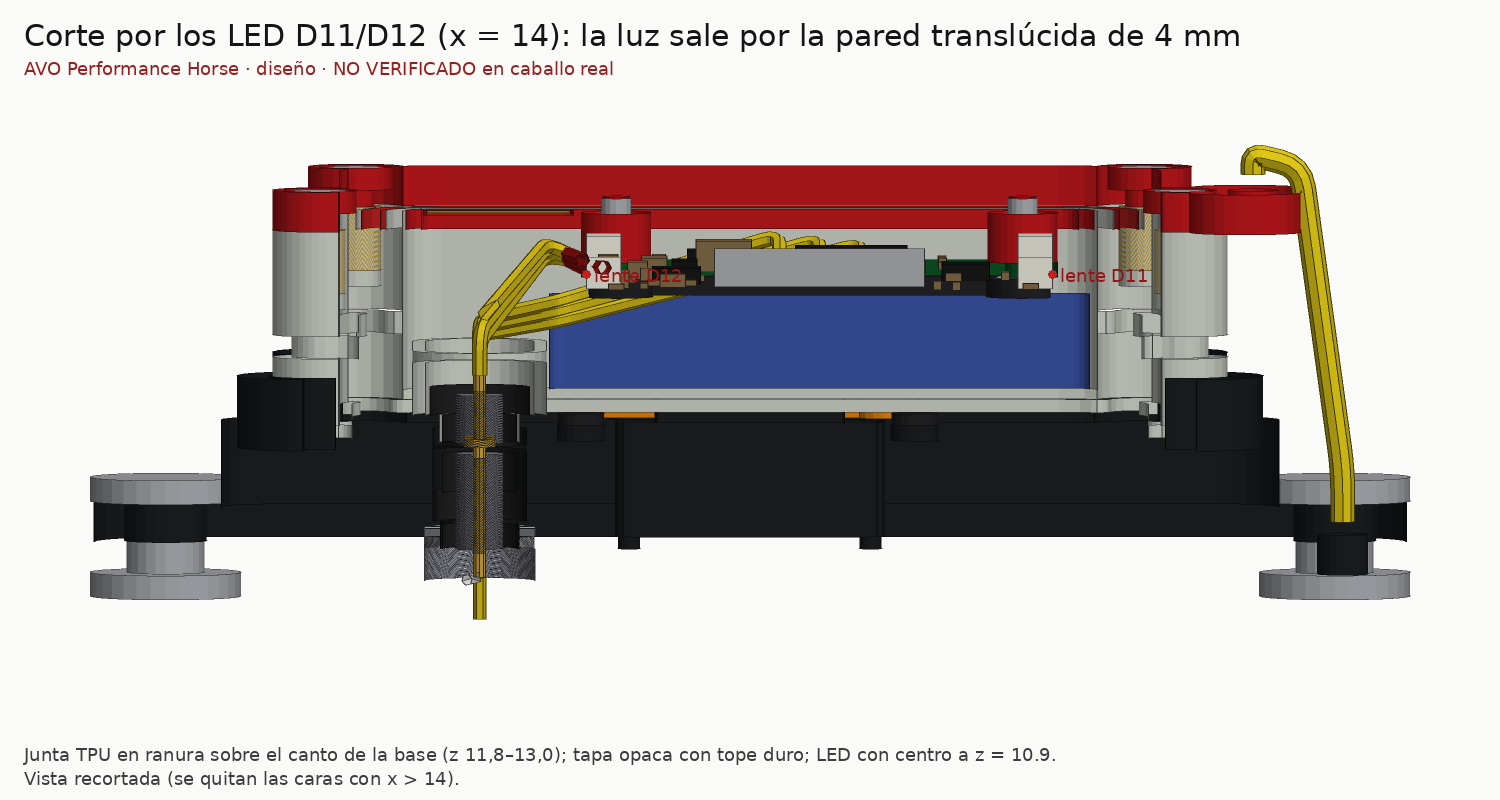 Corte por los LED D11/D12 (x = 14): la luz sale por la pared translúcida de 4 mm
AVO Performance Horse · diseño · NO VERIFICADO en caballo real
lente D12
lente D11
Junta TPU en ranura sobre el canto de la base (z 11,8–13,0); tapa opaca con tope duro; LED con centro a z = 10.9.
Vista recortada (se quitan las caras con x > 14).